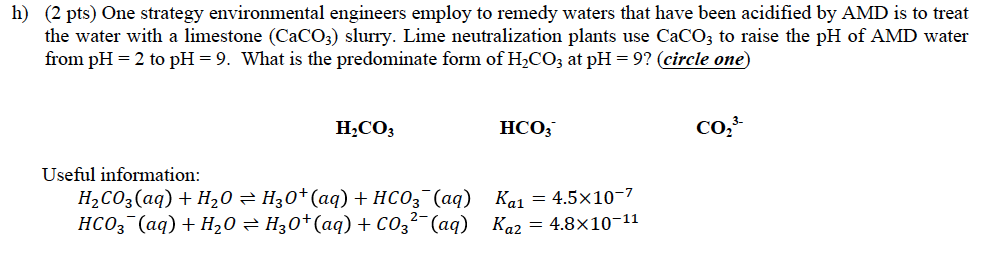 h) (2 pts) One strategy environmental engineers employ to remedy waters that have been acidified by AMD is to treat
the water with a limestone (CaCO₃) slurry. Lime neutralization plants use CaCO₃ to raise the pH of AMD water
from pH = 2 to pH = 9. What is the predominate form of H₂CO₃ at pH = 9? (circle one)
H₂CO₃ HCO₃⁻ CO₂³⁻
Useful information:
H₂CO₃(aq) + H₂O ⇌ H₃O⁺(aq) + HCO₃⁻(aq) Kₐ₁ = 4.5×10⁻⁷
HCO₃⁻(aq) + H₂O ⇌ H₃O⁺(aq) + CO₃²⁻(aq) Kₐ₂ = 4.8×10⁻¹¹